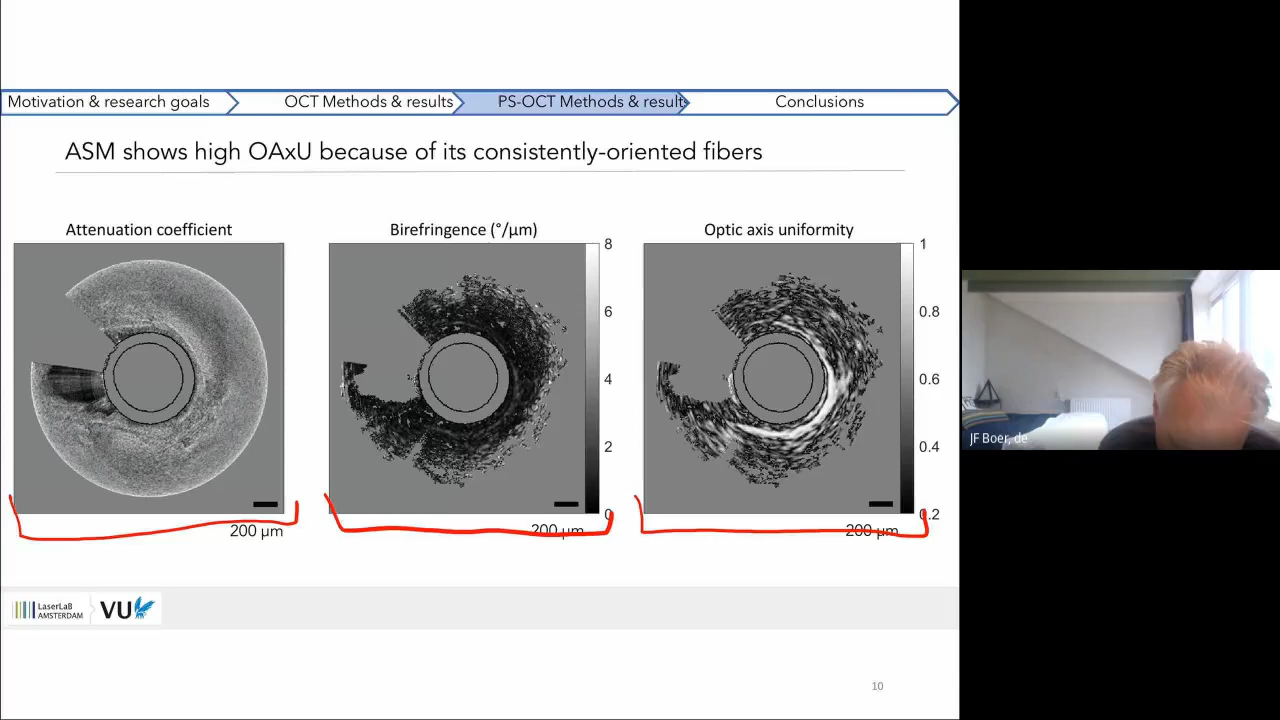 Motivation & research goals
OCT Methods & results
PS-OCT Methods & results
Conclusions
ASM shows high OAxU because of its consistently-oriented fibers
Attenuation coefficient
Birefringence (°/µm)
Optic axis uniformity
8
6
4
2
0
1
0.8
0.6
0.4
0.2
200 µm
200 µm
200 µm
LaserLaB
AMSTERDAM
VU
10
JF Boer, de